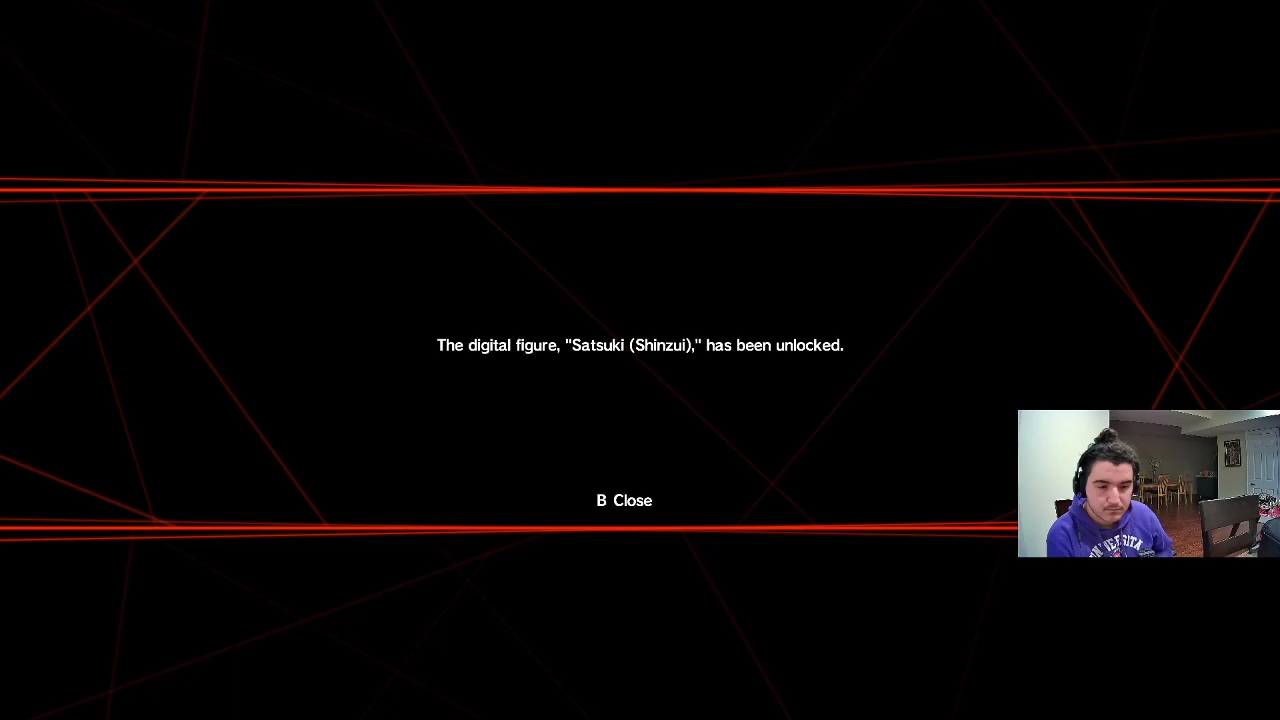 The digital figure, "Satsuki (Shinzui)," has been unlocked.
B Close